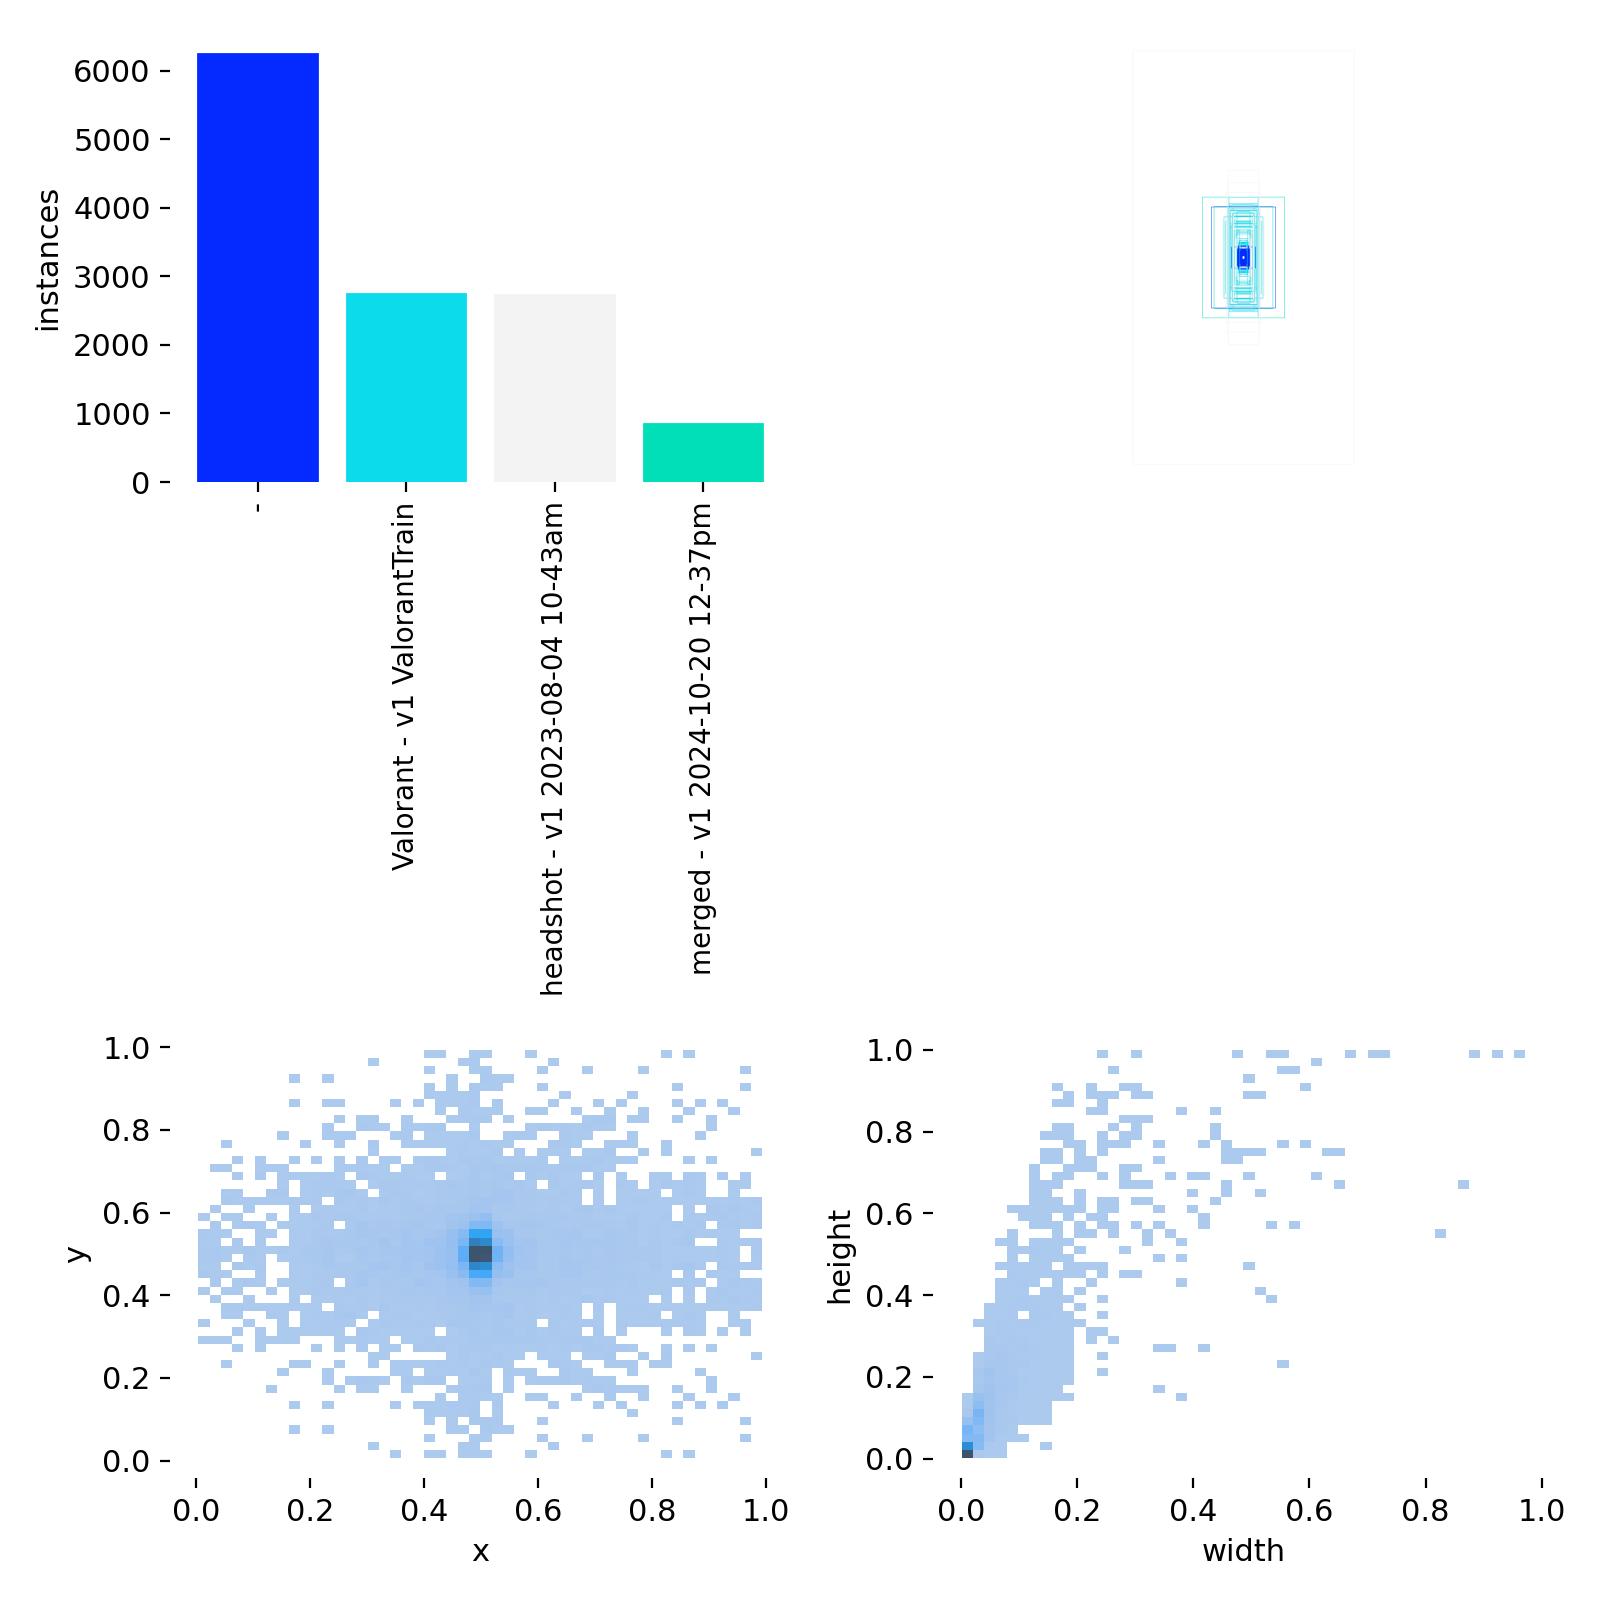 6000
5000
4000
3000
2000
1000
0
instances
-
Valorant - v1 ValorantTrain
headshot - v1 2023-08-04 10-43am
merged - v1 2024-10-20 12-37pm
1.0
0.8
0.6
0.4
0.2
0.0
y
0.0 0.2 0.4 0.6 0.8 1.0
x
1.0
0.8
0.6
0.4
0.2
0.0
height
0.0 0.2 0.4 0.6 0.8 1.0
width